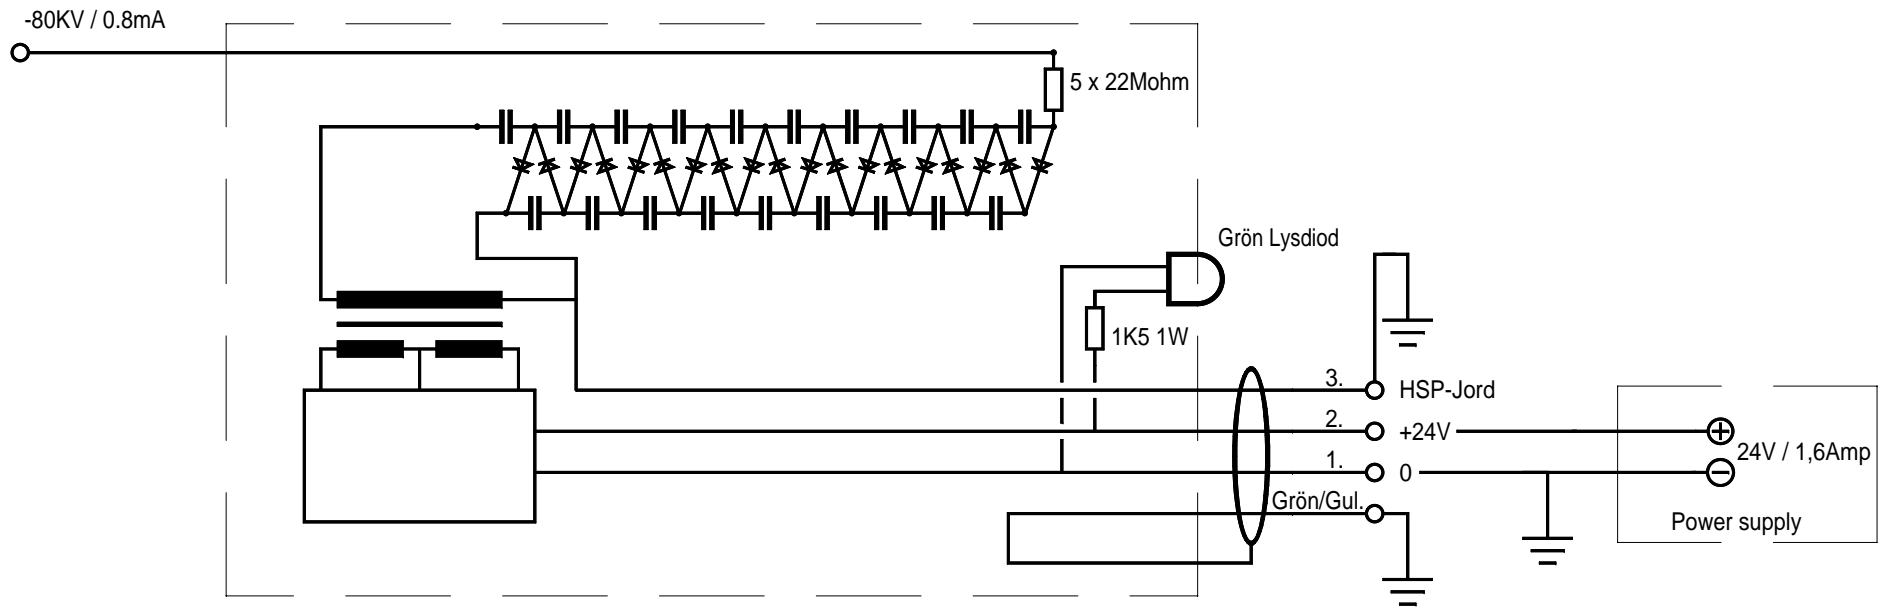 -80KV / 0.8mA
5 x 22Mohm
Grön Lysdiod
1K5 1W
3.
HSP-Jord
2.
+24V
24V / 1,6Amp
1.
0
Grön/Gul.
Power supply